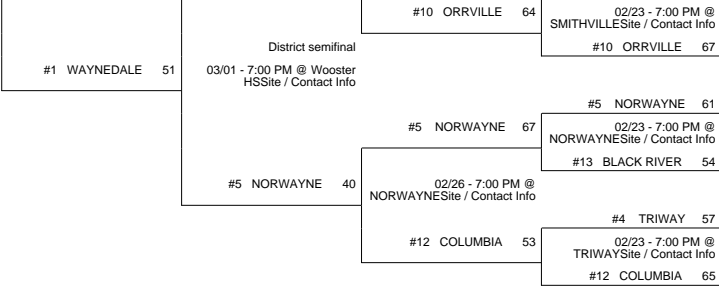 #10 ORRVILLE 64
02/23 - 7:00 PM @
SMITHVILLESite / Contact Info
#10 ORRVILLE 67
District semifinal
#1 WAYNEDALE 51
03/01 - 7:00 PM @ Wooster
HSSite / Contact Info
#5 NORWAYNE 61
#5 NORWAYNE 67
02/23 - 7:00 PM @
NORWAYNESite / Contact Info
#13 BLACK RIVER 54
#5 NORWAYNE 40
02/26 - 7:00 PM @
NORWAYNESite / Contact Info
#4 TRIWAY 57
#12 COLUMBIA 53
02/23 - 7:00 PM @
TRIWAYSite / Contact Info
#12 COLUMBIA 65